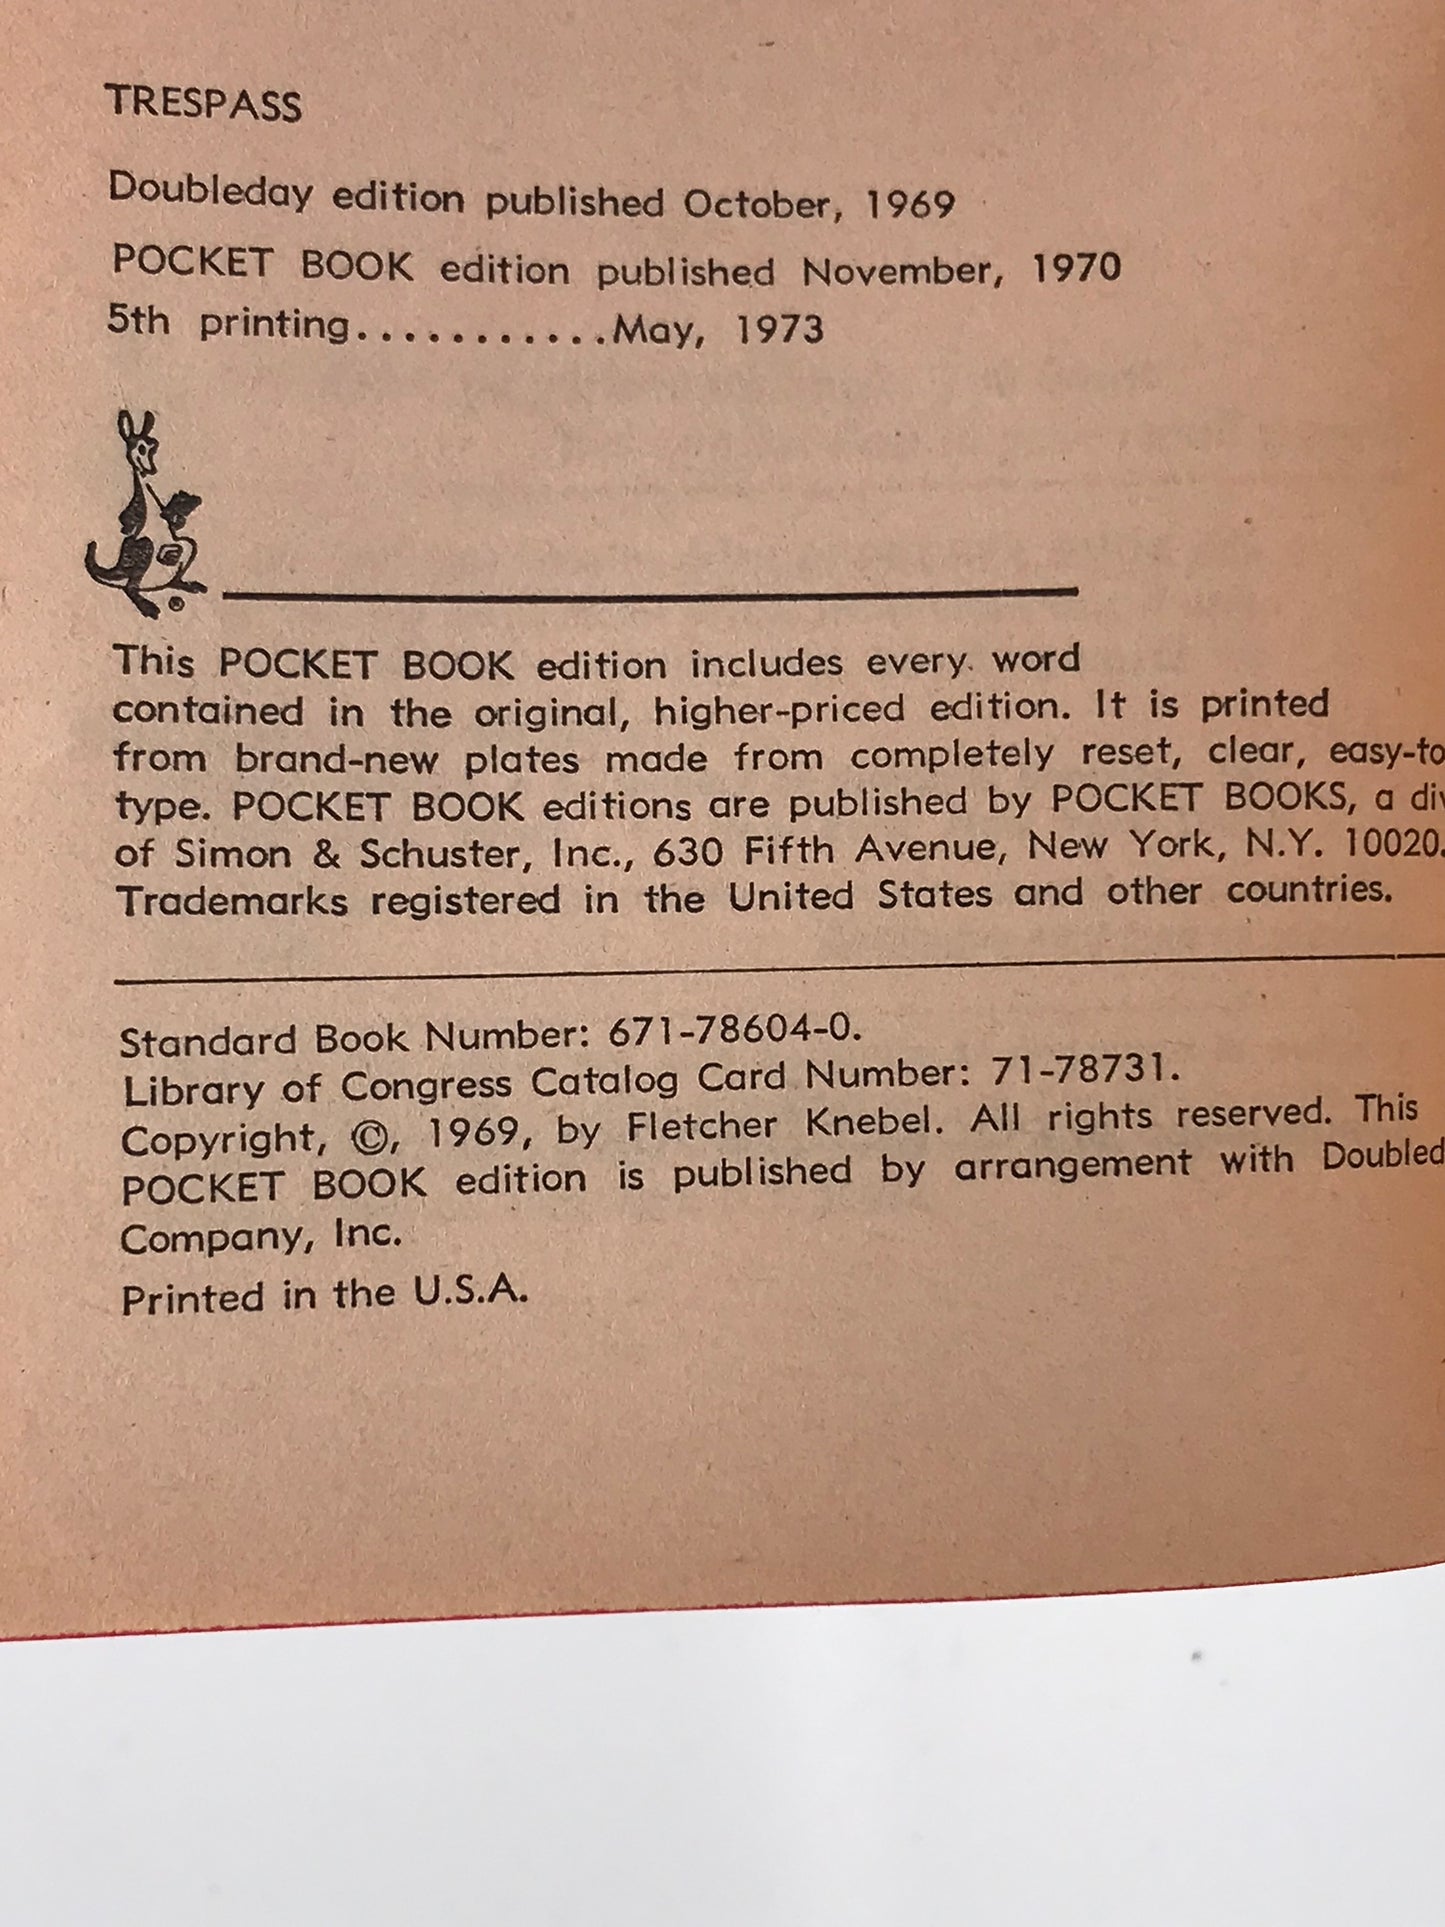 TRESPASS
Doubleday edition published October, 1969
POCKET BOOK edition published November, 1970
5th printing...........May, 1973
®
This POCKET BOOK edition includes every word
contained in the original, higher-priced edition. It is printed
from brand-new plates made from completely reset, clear, easy-to
type. POCKET BOOK editions are published by POCKET BOOKS, a div
of Simon & Schuster, Inc., 630 Fifth Avenue, New York, N.Y. 10020.
Trademarks registered in the United States and other countries.
Standard Book Number: 671-78604-0.
Library of Congress Catalog Card Number: 71-78731.
Copyright, ©, 1969, by Fletcher Knebel. All rights reserved. This
POCKET BOOK edition is published by arrangement with Doubled
Company, Inc.
Printed in the U.S.A.